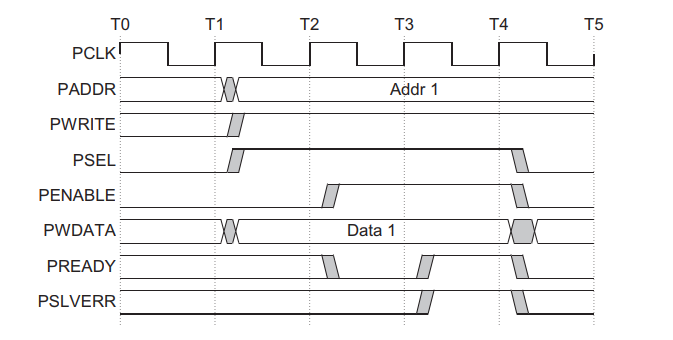 T0 T1 T2 T3 T4 T5
PCLK
PADDR Addr 1
PWRITE
PSEL
PENABLE
PWDATA Data 1
PREADY
PSLVERR